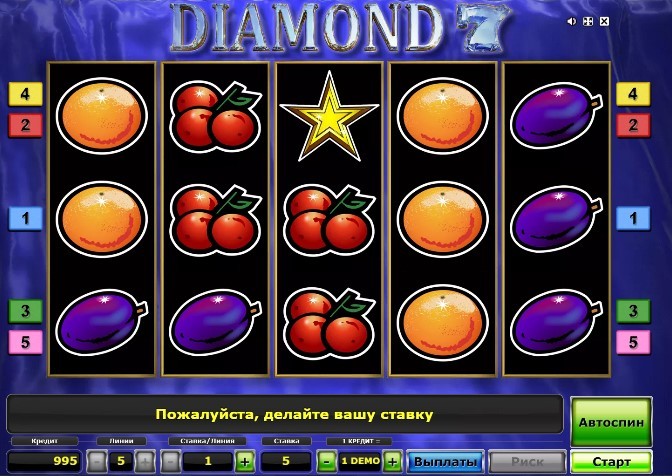 DIAMOND 7
4 4
2 2
1 1
3 3
5 5
Пожалуйста, делайте вашу ставку
Автоспин
Кредит Линии Ставка/Линия Ставка 1 КРЕДИТ =
995 - 5 + - 1 + 5 - 1 DEMO + Выплаты Риск Старт